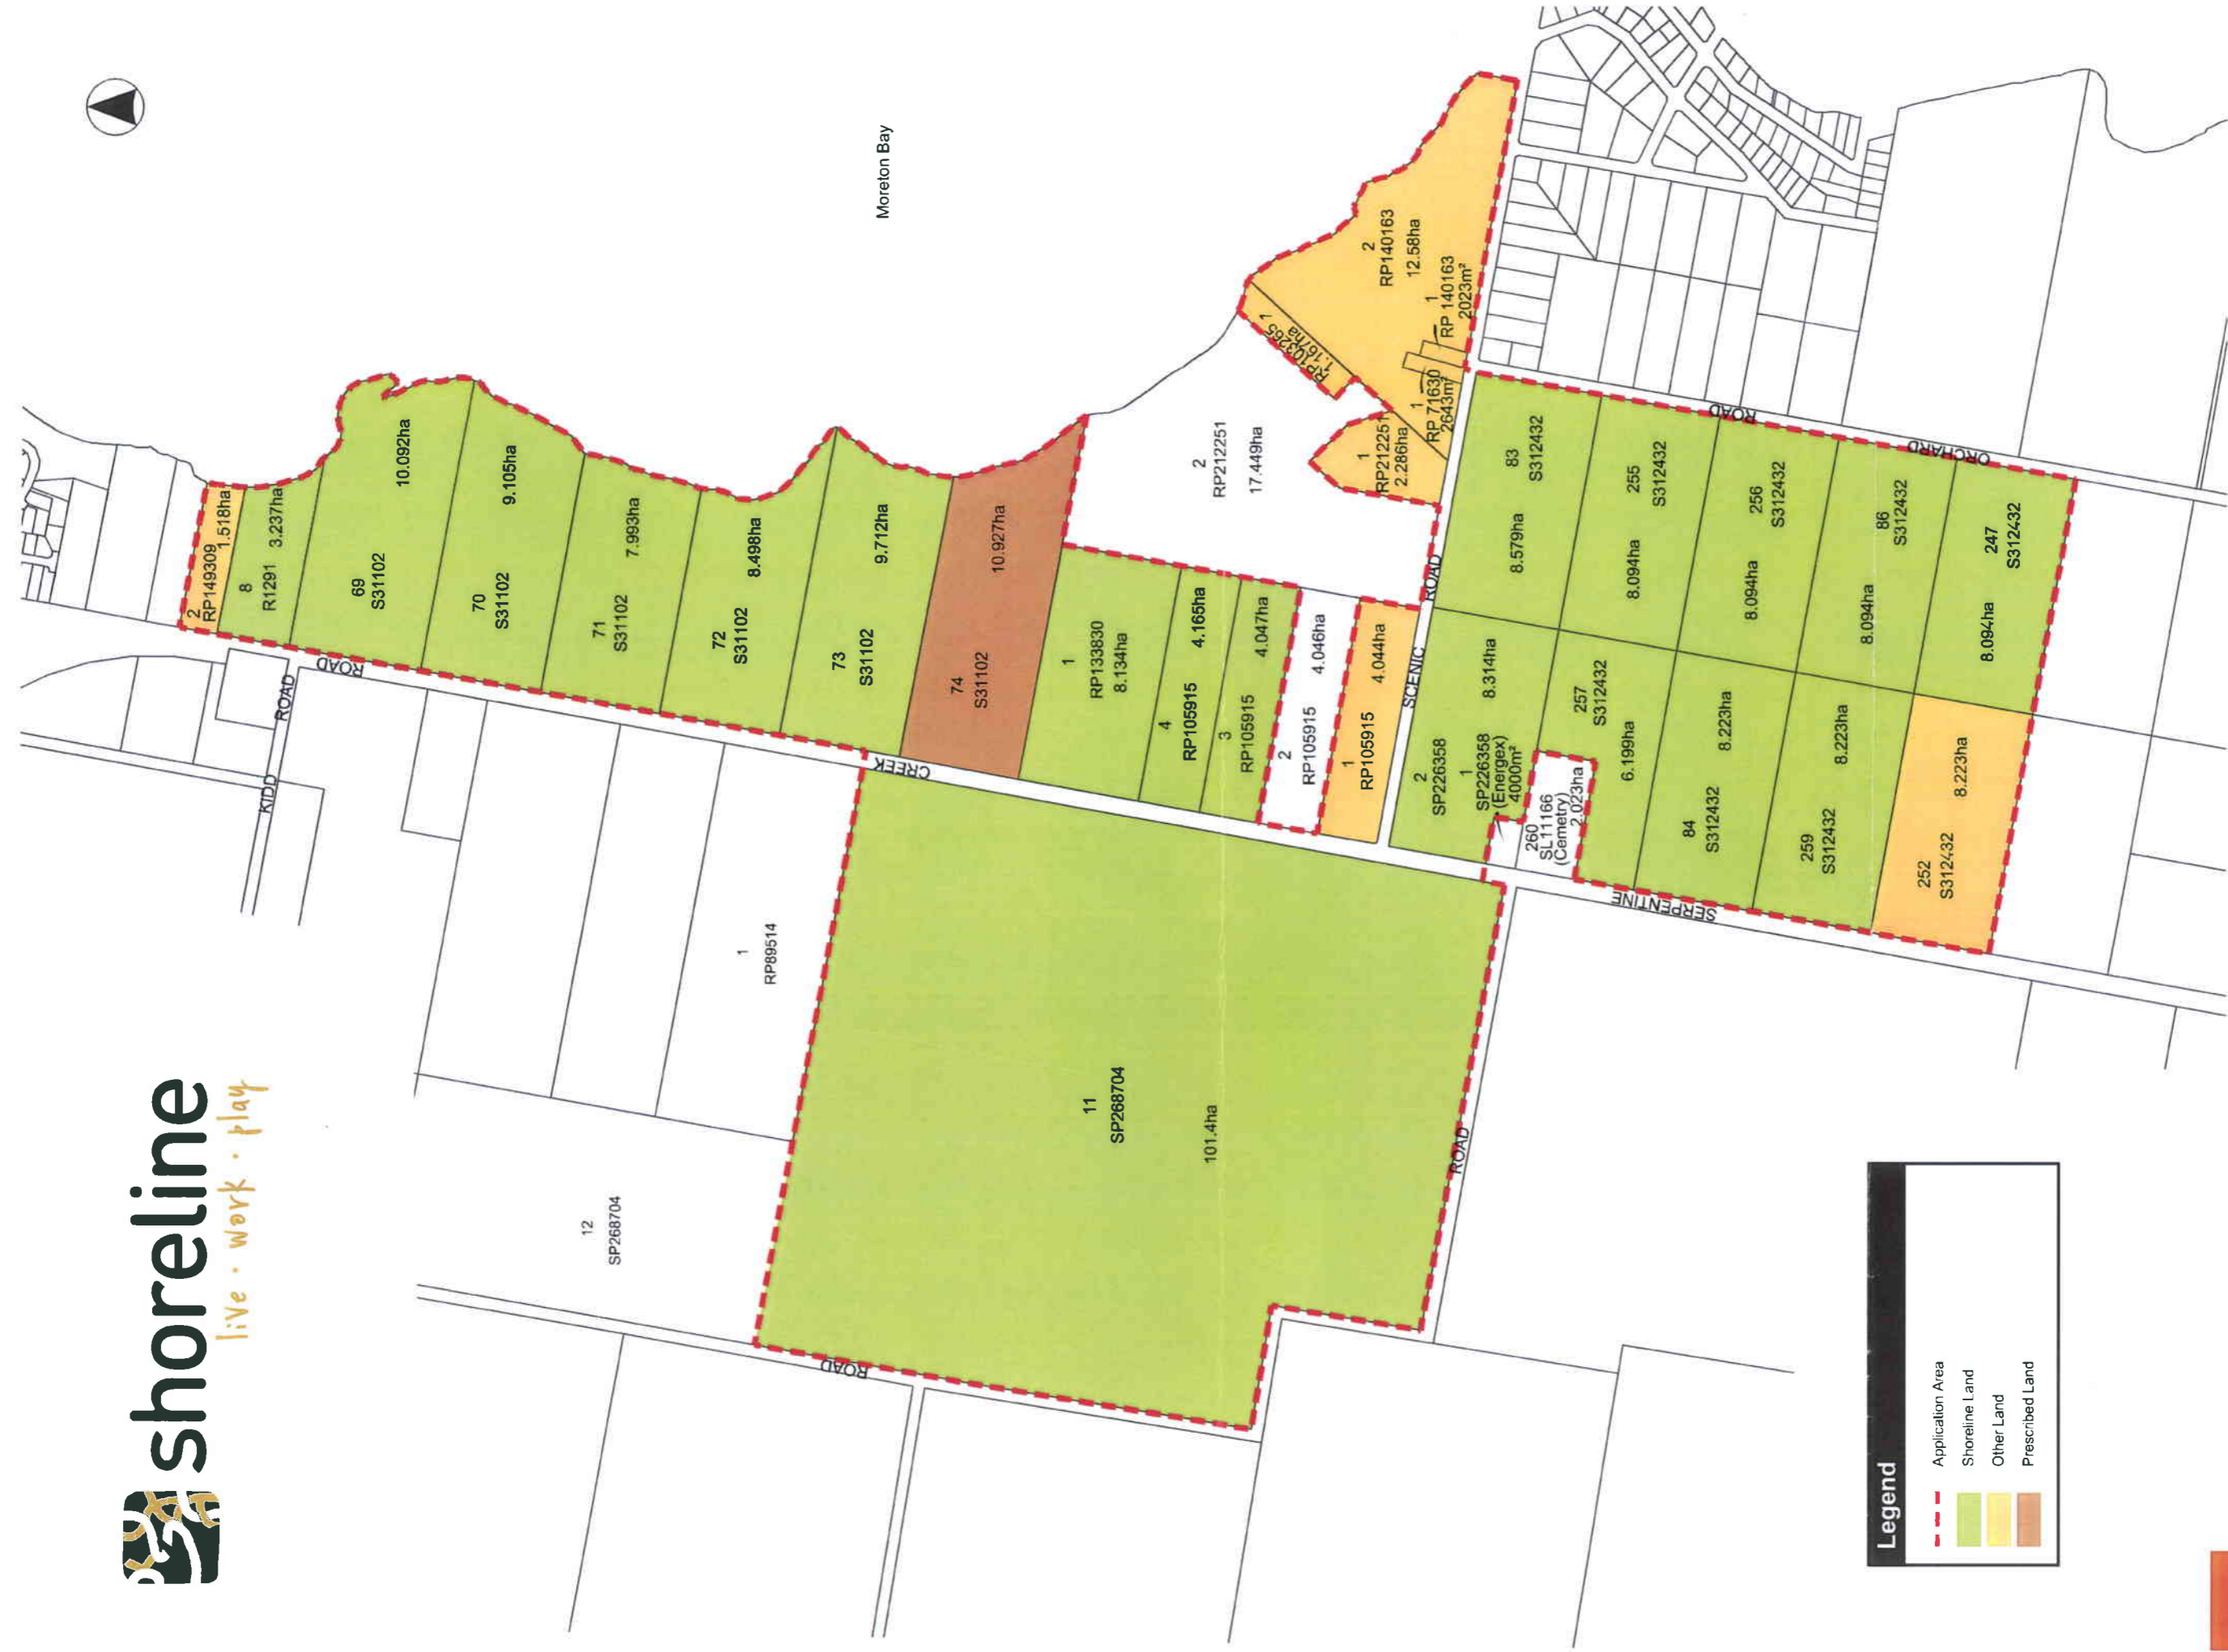 shoreline
live · work · play
Moreton Bay
2
RP149309
1.518ha
8
R1291
3.237ha
69
S31102
10.092ha
70
S31102
9.105ha
71
S31102
7.993ha
72
S31102
8.498ha
73
S31102
9.712ha
74
S31102
10.927ha
1
RP133830
8.134ha
4
RP105915
4.165ha
3
RP105915
4.047ha
2
RP105915
4.046ha
1
RP105915
4.044ha
2
RP212251
17.449ha
1
RP212251
2.286ha
1
RP103265
1.167ha
2
RP140163
12.58ha
1
RP 140163
2023m²
1
RP 71630
2643m²
KIDD
ROAD
ROAD
CREEK
SERPENTINE
SCENIC
ROAD
ROAD
ORCHARD
ROAD
ROAD
12
SP268704
1
RP89514
11
SP268704
101.4ha
2
SP226358
8.314ha
1
SP226358
(Energex)
4000m²
260
SL11166
(Cemetry)
2.023ha
257
S312432
6.199ha
84
S312432
8.223ha
259
S312432
8.223ha
252
S312432
8.223ha
83
S312432
8.579ha
255
S312432
8.094ha
256
S312432
8.094ha
86
S312432
8.094ha
247
S312432
8.094ha
Legend
Application Area
Shoreline Land
Other Land
Prescribed Land